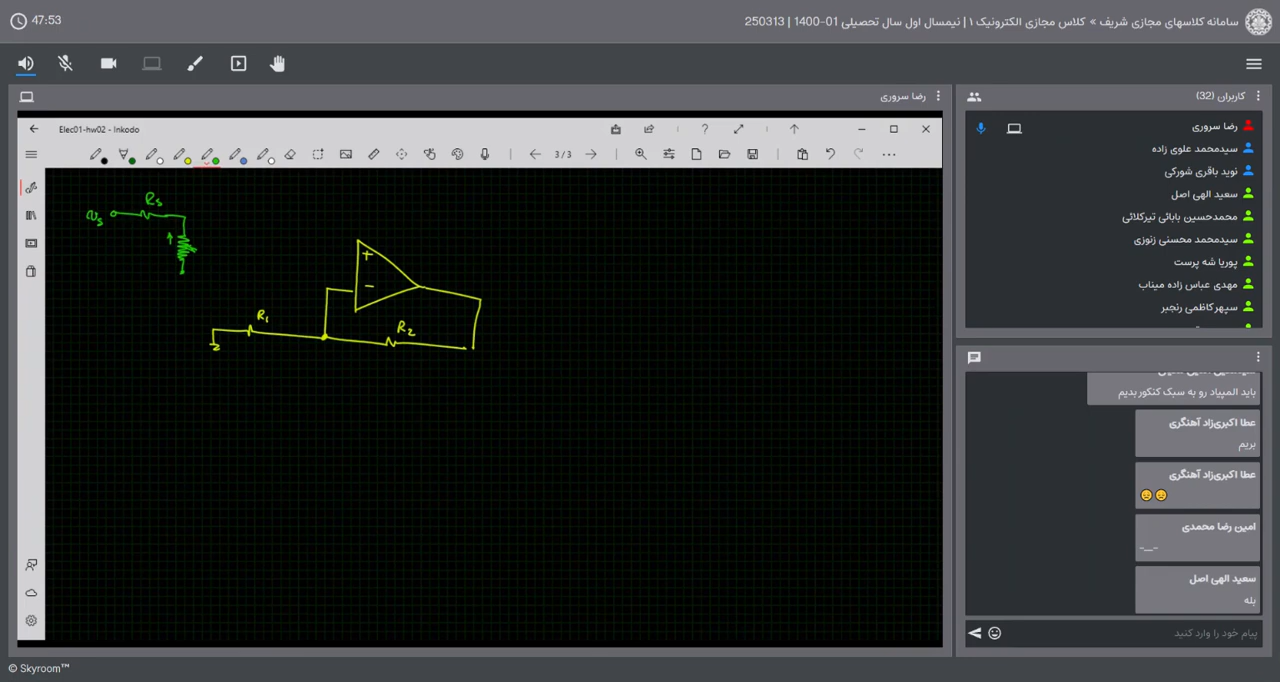 47:53
سامانه کلاسهای مجازی شریف » کلاس مجازی الکترونیک ۱ | نیمسال اول سال تحصیلی 01-1400 | 250313
رضا سروری
Elec01-hw02 - Inkodo
3/3
Rs
vs
+
-
R1
R2
کاربران (32)
رضا سروری
سیدمحمد علوی زاده
نوید باقری شورکی
سعید الهی اصل
محمدحسین بابائی تیرکلائی
سیدمحمد محسنی زنوزی
پوریا شه پرست
مهدی عباس زاده میناب
سپهر کاظمی رنجبر
باید المپیاد رو به سبک کنکور بدیم
عطا اکبری‌زاد آهنگری
بریم
عطا اکبری‌زاد آهنگری
😑😑
امین رضا محمدی
-__-
سعید الهی اصل
بله
پیام خود را وارد کنید
© Skyroom™